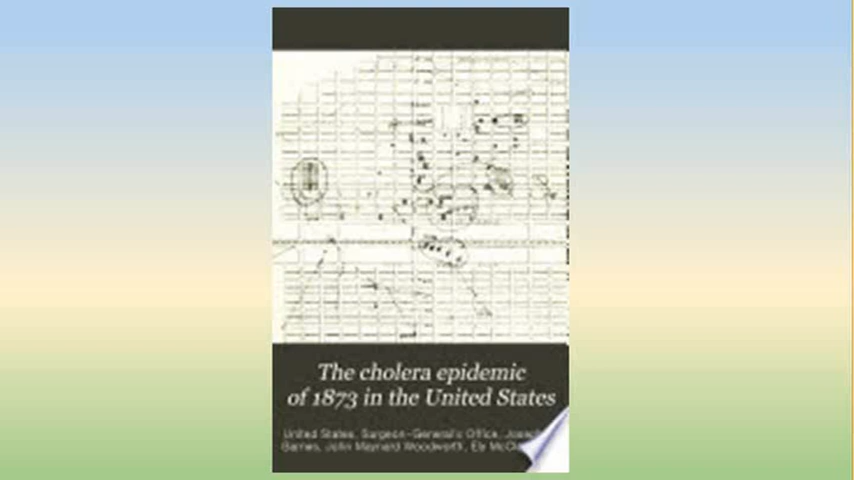 The cholera epidemic
of 1873 in the United States
United States. Surgeon-General's Office, Joseph
Barnes, John Maynard Woodworth, Ely